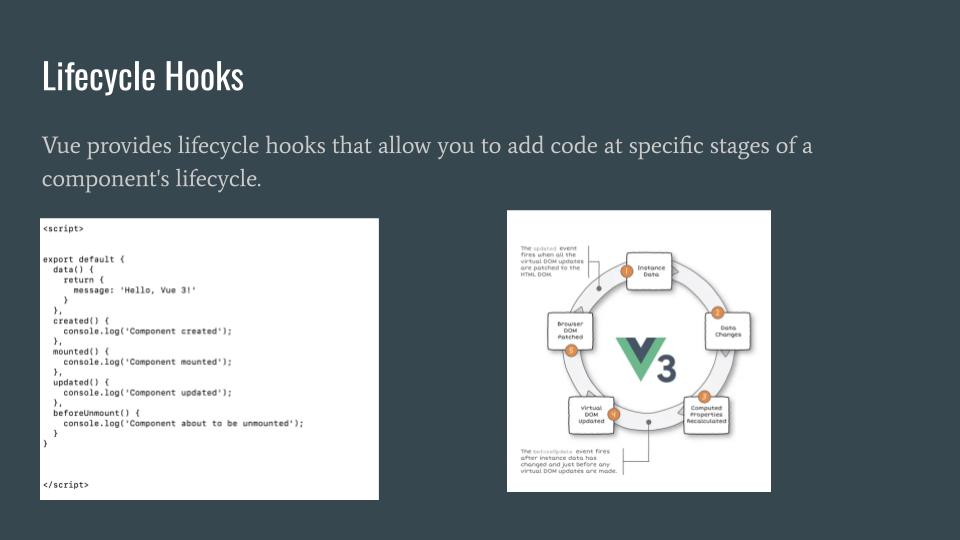 Lifecycle Hooks
Vue provides lifecycle hooks that allow you to add code at specific stages of a
component's lifecycle.
<script>
export default {
  data() {
    return {
      message: 'Hello, Vue 3!'
    }
  },
  created() {
    console.log('Component created');
  },
  mounted() {
    console.log('Component mounted');
  },
  updated() {
    console.log('Component updated');
  },
  beforeUnmount() {
    console.log('Component about to be unmounted');
  }
}
</script>
The updated event
fires when all the
virtual DOM updates
are patched to the
HTML DOM.
1
Instance
Data
2
Data
Changes
3
Computed
Properties
Recalculated
4
Virtual
DOM
Updated
5
Browser
DOM
Patched
3
The beforeUpdate event fires
after instance data has
changed and just before any
virtual DOM updates are made.